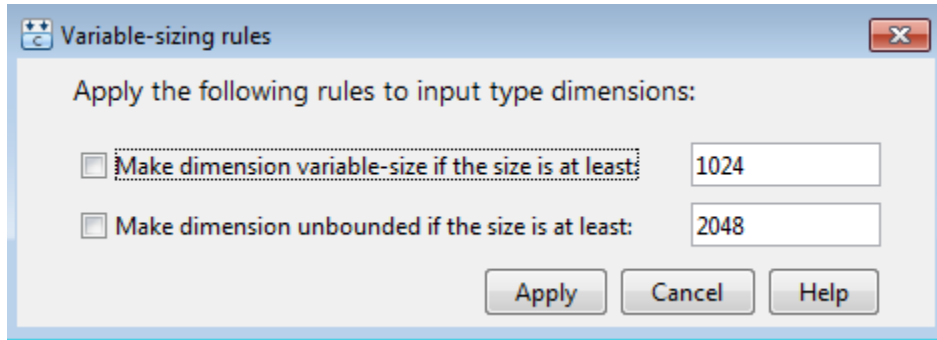 Variable-sizing rules
Apply the following rules to input type dimensions:
Make dimension variable-size if the size is at least: 1024
Make dimension unbounded if the size is at least: 2048
Apply Cancel Help